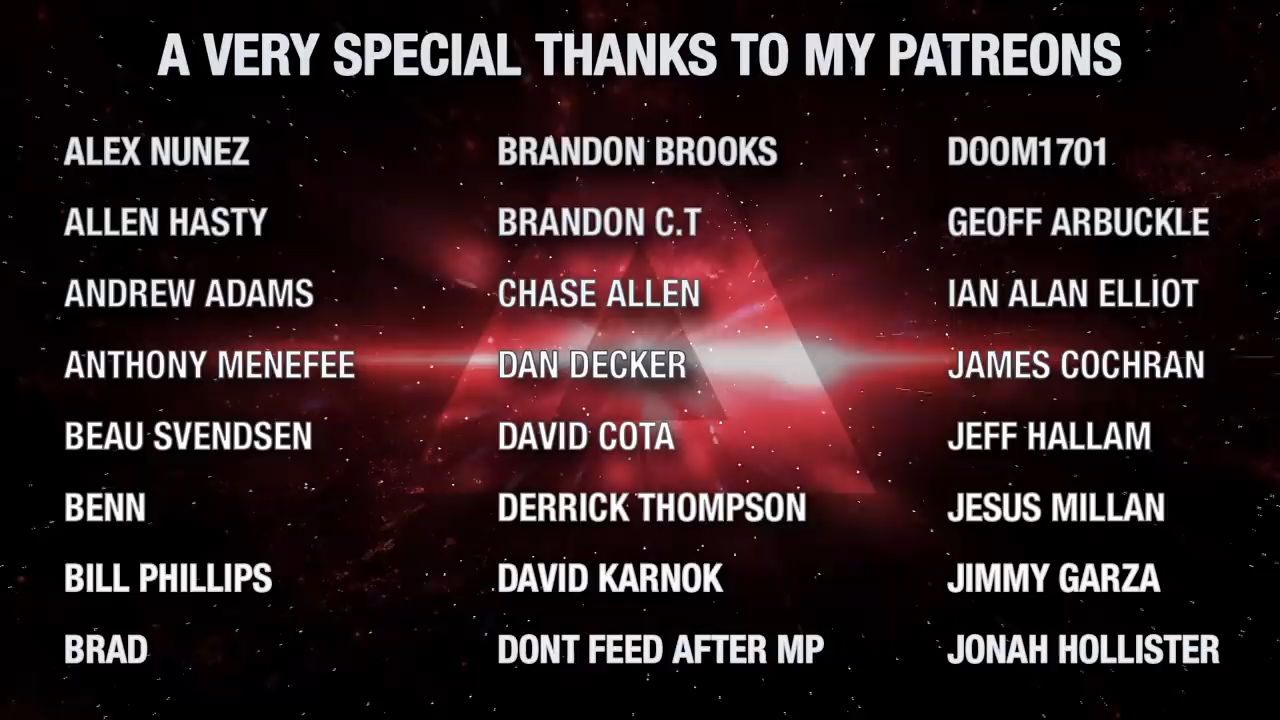 A VERY SPECIAL THANKS TO MY PATREONS
ALEX NUNEZ
ALLEN HASTY
ANDREW ADAMS
ANTHONY MENEFEE
BEAU SVENDSEN
BENN
BILL PHILLIPS
BRAD
BRANDON BROOKS
BRANDON C.T
CHASE ALLEN
DAN DECKER
DAVID COTA
DERRICK THOMPSON
DAVID KARNOK
DONT FEED AFTER MP
DOOM1701
GEOFF ARBUCKLE
IAN ALAN ELLIOT
JAMES COCHRAN
JEFF HALLAM
JESUS MILLAN
JIMMY GARZA
JONAH HOLLISTER